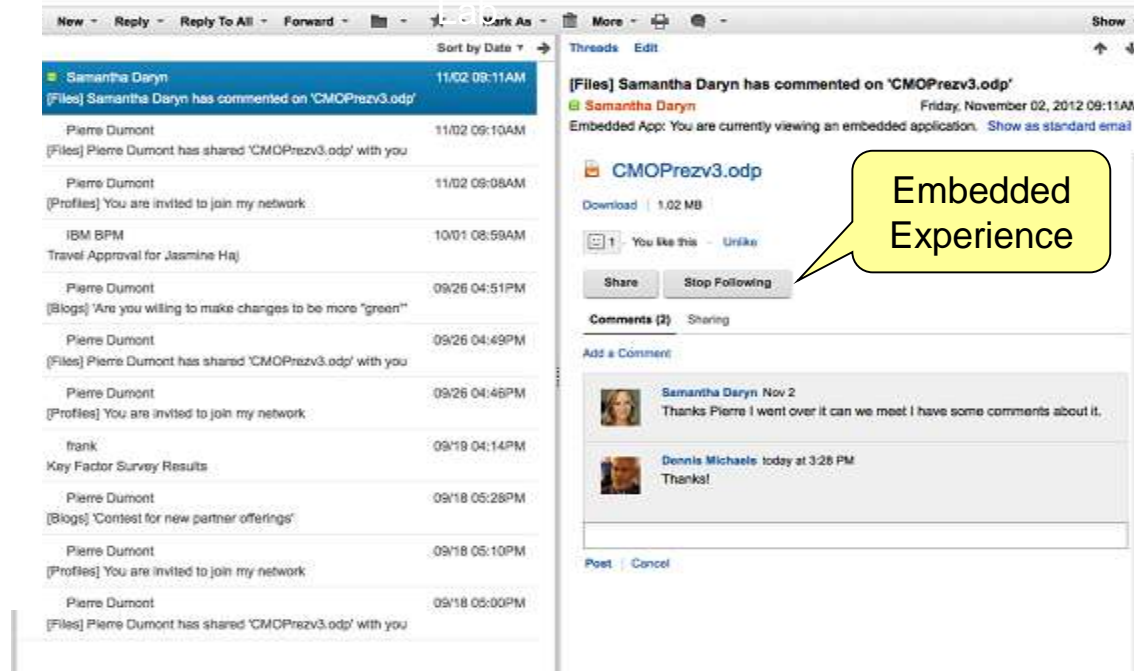 New Reply Reply To All Forward Mark As More Show
Lap
Sort by Date
Threads Edit
Samantha Daryn 11/02 09:11AM
[Files] Samantha Daryn has commented on 'CMOPrezv3.odp'
Pierre Dumont 11/02 09:10AM
[Files] Pierre Dumont has shared 'CMOPrezv3.odp' with you
Pierre Dumont 11/02 09:08AM
[Profiles] You are invited to join my network
IBM BPM 10/01 08:59AM
Travel Approval for Jasmine Haj
Pierre Dumont 09/26 04:51PM
[Blogs] 'Are you willing to make changes to be more "green"'
Pierre Dumont 09/26 04:49PM
[Files] Pierre Dumont has shared 'CMOPrezv3.odp' with you
Pierre Dumont 09/26 04:46PM
[Profiles] You are invited to join my network
frank 09/19 04:14PM
Key Factor Survey Results
Pierre Dumont 09/18 05:28PM
[Blogs] 'Contest for new partner offerings'
Pierre Dumont 09/18 05:10PM
[Profiles] You are invited to join my network
Pierre Dumont 09/18 05:00PM
[Files] Pierre Dumont has shared 'CMOPrezv3.odp' with you
[Files] Samantha Daryn has commented on 'CMOPrezv3.odp'
Samantha Daryn Friday, November 02, 2012 09:11AM
Embedded App: You are currently viewing an embedded application. Show as standard email
CMOPrezv3.odp
Download | 1.02 MB
1 - You like this - Unlike
Share Stop Following
Embedded
Experience
Comments (2) Sharing
Add a Comment
Samantha Daryn Nov 2
Thanks Pierre I went over it can we meet I have some comments about it.
Dennis Michaels today at 3:28 PM
Thanks!
Post | Cancel